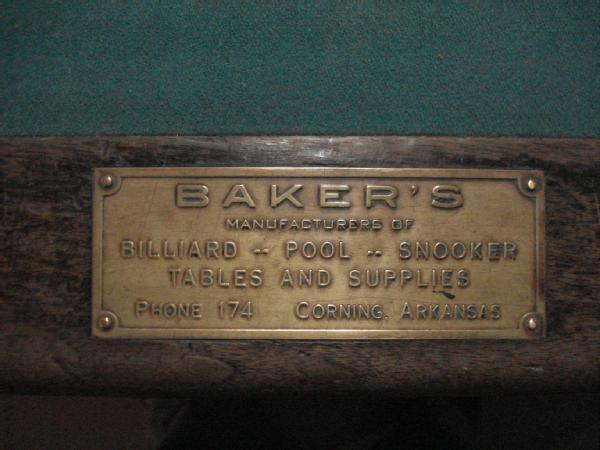 BAKER'S
MANUFACTURERS OF
BILLIARD -- POOL -- SNOOKER
TABLES AND SUPPLIES
PHONE 174 CORNING, ARKANSAS